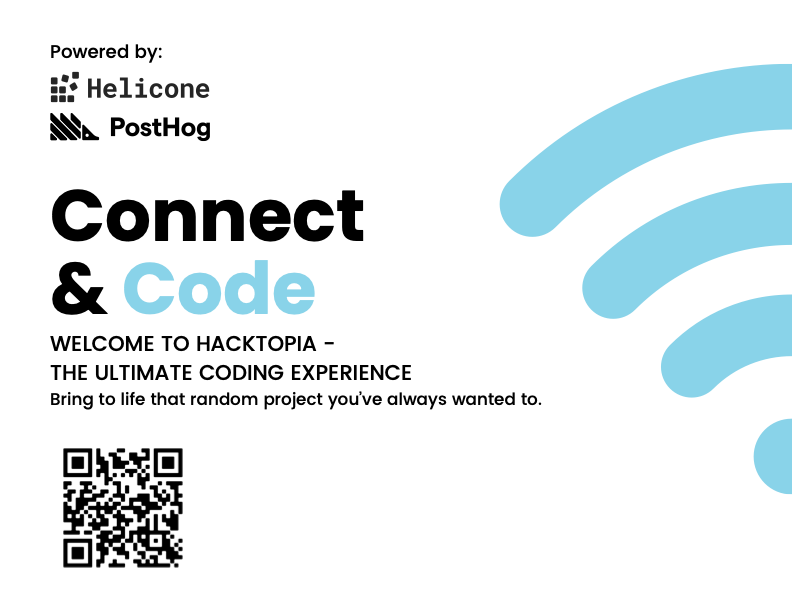 Powered by:
Helicone
PostHog
Connect
& Code
WELCOME TO HACKTOPIA -
THE ULTIMATE CODING EXPERIENCE
Bring to life that random project you've always wanted to.